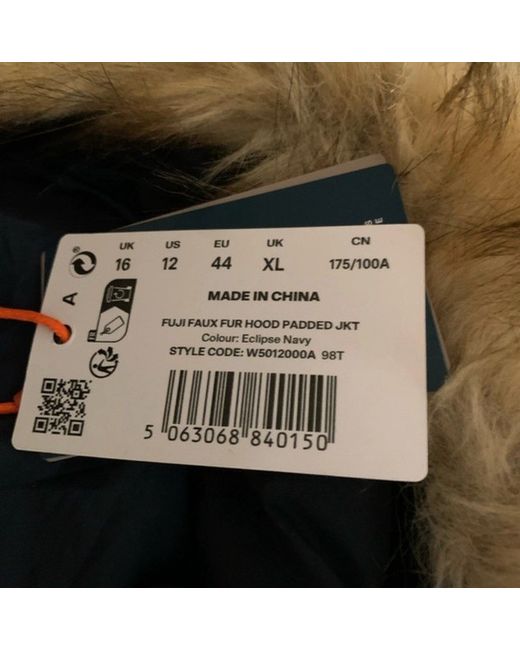 UK US EU UK CN
16 12 44 XL 175/100A
MADE IN CHINA
A
FR
FUJI FAUX FUR HOOD PADDED JKT
Colour: Eclipse Navy
STYLE CODE: W5012000A 98T
5 063068 840150
S
E